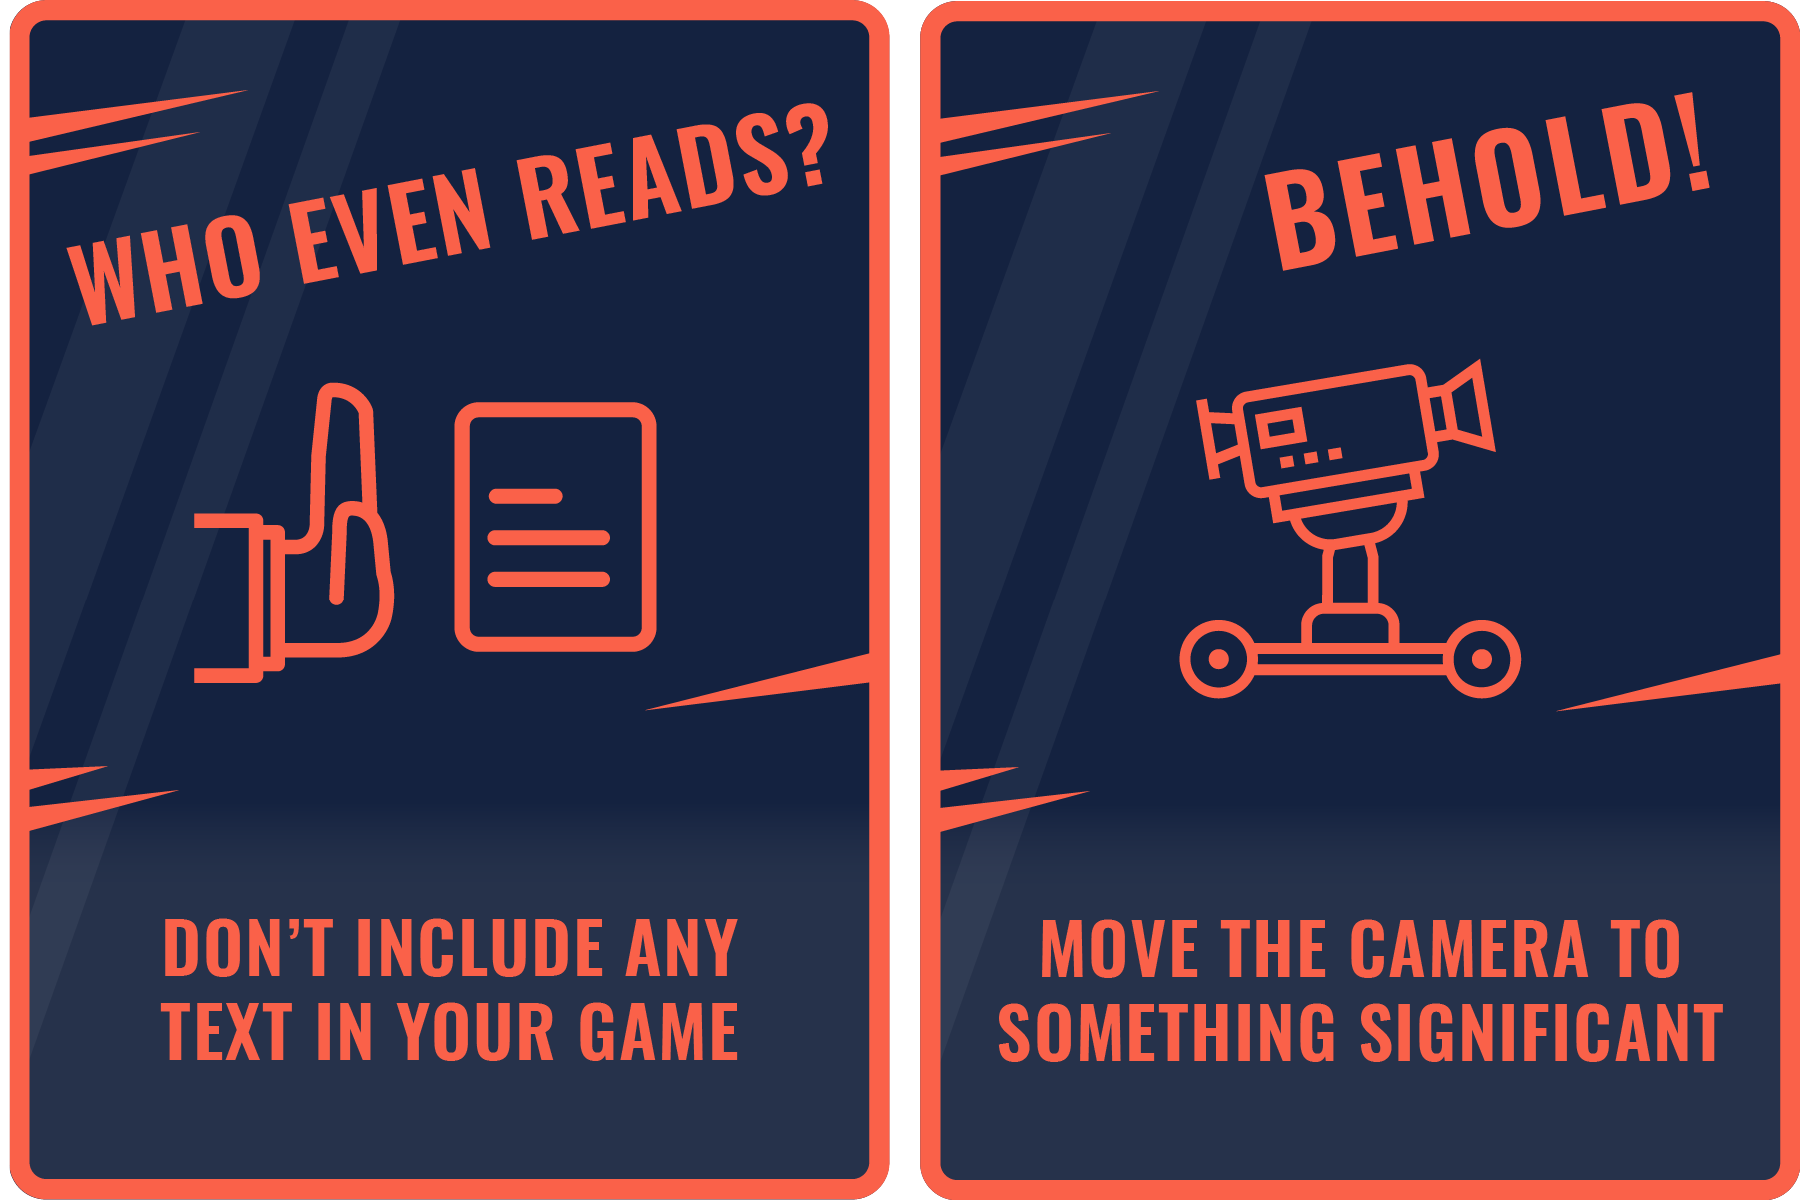 WHO EVEN READS?
DON’T INCLUDE ANY
TEXT IN YOUR GAME
BEHOLD!
MOVE THE CAMERA TO
SOMETHING SIGNIFICANT